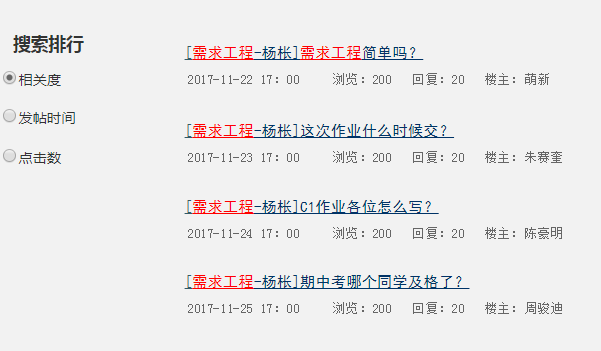 搜索排行
相关度
发帖时间
点击数
[需求工程-杨枨]需求工程简单吗?
2017-11-22 17: 00 浏览: 200 回复: 20 楼主: 萌新
[需求工程-杨枨]这次作业什么时候交?
2017-11-23 17: 00 浏览: 200 回复: 20 楼主: 朱赛奎
[需求工程-杨枨]C1作业各位怎么写?
2017-11-24 17: 00 浏览: 200 回复: 20 楼主: 陈豪明
[需求工程-杨枨]期中考哪个同学及格了?
2017-11-25 17: 00 浏览: 200 回复: 20 楼主: 周骏迪